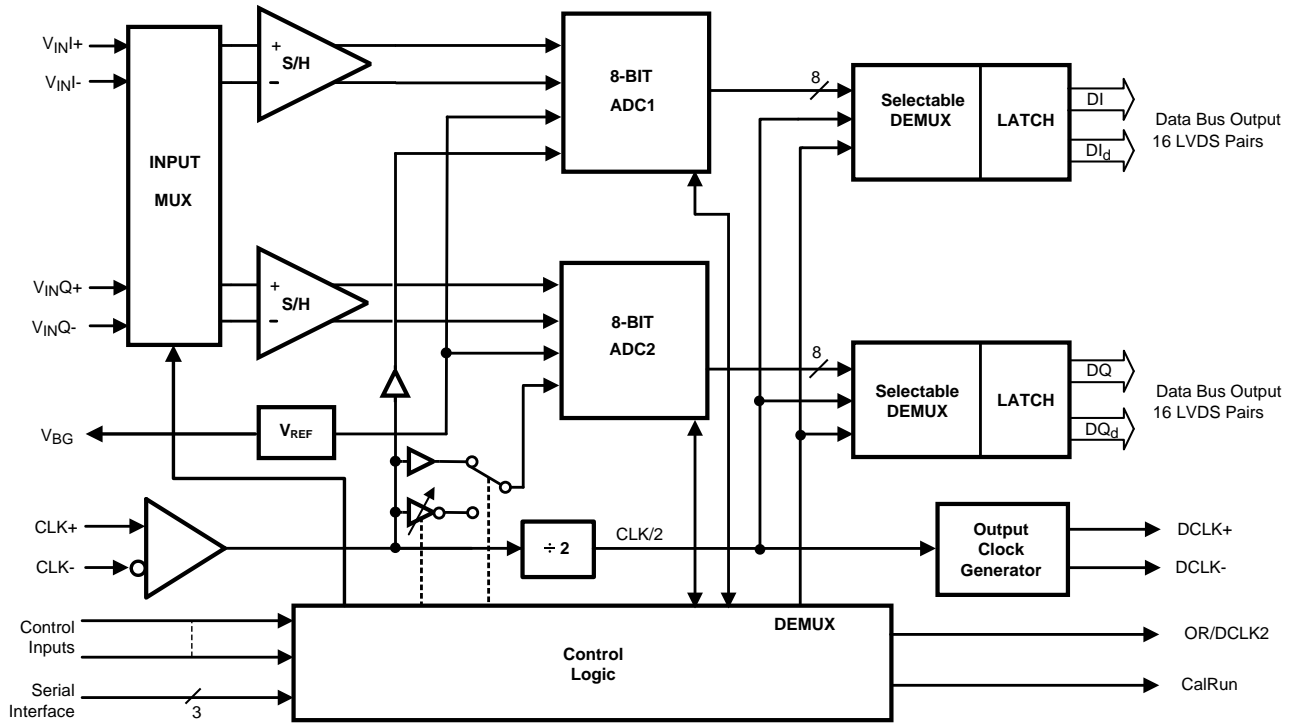 VINI+
VINI-
INPUT
MUX
+
S/H
−
8-BIT
ADC1
8
Selectable
DEMUX
LATCH
DI
DId
Data Bus Output
16 LVDS Pairs
VINQ+
VINQ-
+
S/H
−
8-BIT
ADC2
8
Selectable
DEMUX
LATCH
DQ
DQd
Data Bus Output
16 LVDS Pairs
VBG
VREF
CLK+
CLK-
÷ 2
CLK/2
Output
Clock
Generator
DCLK+
DCLK-
Control
Inputs
Serial
Interface
3
DEMUX
Control
Logic
OR/DCLK2
CalRun